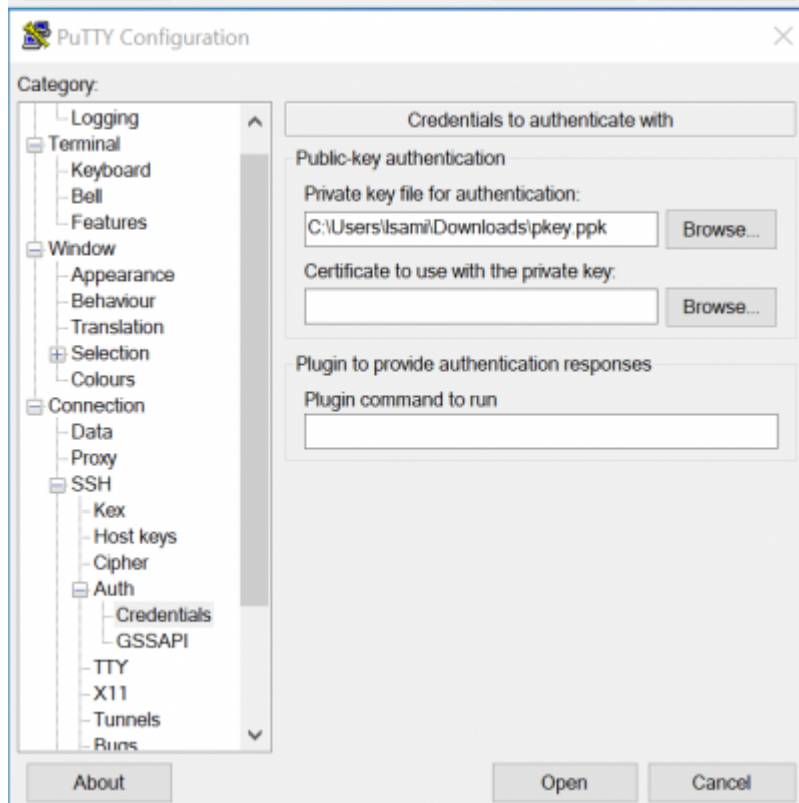 PuTTY Configuration
Category:
Logging
Terminal
Keyboard
Bell
Features
Window
Appearance
Behaviour
Translation
Selection
Colours
Connection
Data
Proxy
SSH
Kex
Host keys
Cipher
Auth
Credentials
GSSAPI
TTY
X11
Tunnels
Bugs
Credentials to authenticate with
Public-key authentication
Private key file for authentication:
C:\Users\lsami\Downloads\pkey.ppk
Browse...
Certificate to use with the private key:
Browse...
Plugin to provide authentication responses
Plugin command to run
About
Open
Cancel